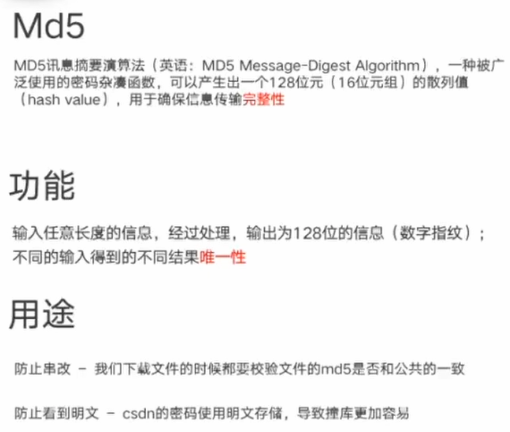 Md5
MD5讯息摘要演算法（英语：MD5 Message-Digest Algorithm），一种被广
泛使用的密码杂凑函数，可以产生出一个128位元（16位元组）的散列值
（hash value），用于确保信息传输完整性
功能
输入任意长度的信息，经过处理，输出为128位的信息（数字指纹）；
不同的输入得到的不同结果唯一性
用途
防止串改 - 我们下载文件的时候都要校验文件的md5是否和公共的一致
防止看到明文 - csdn的密码使用明文存储，导致撞库更加容易